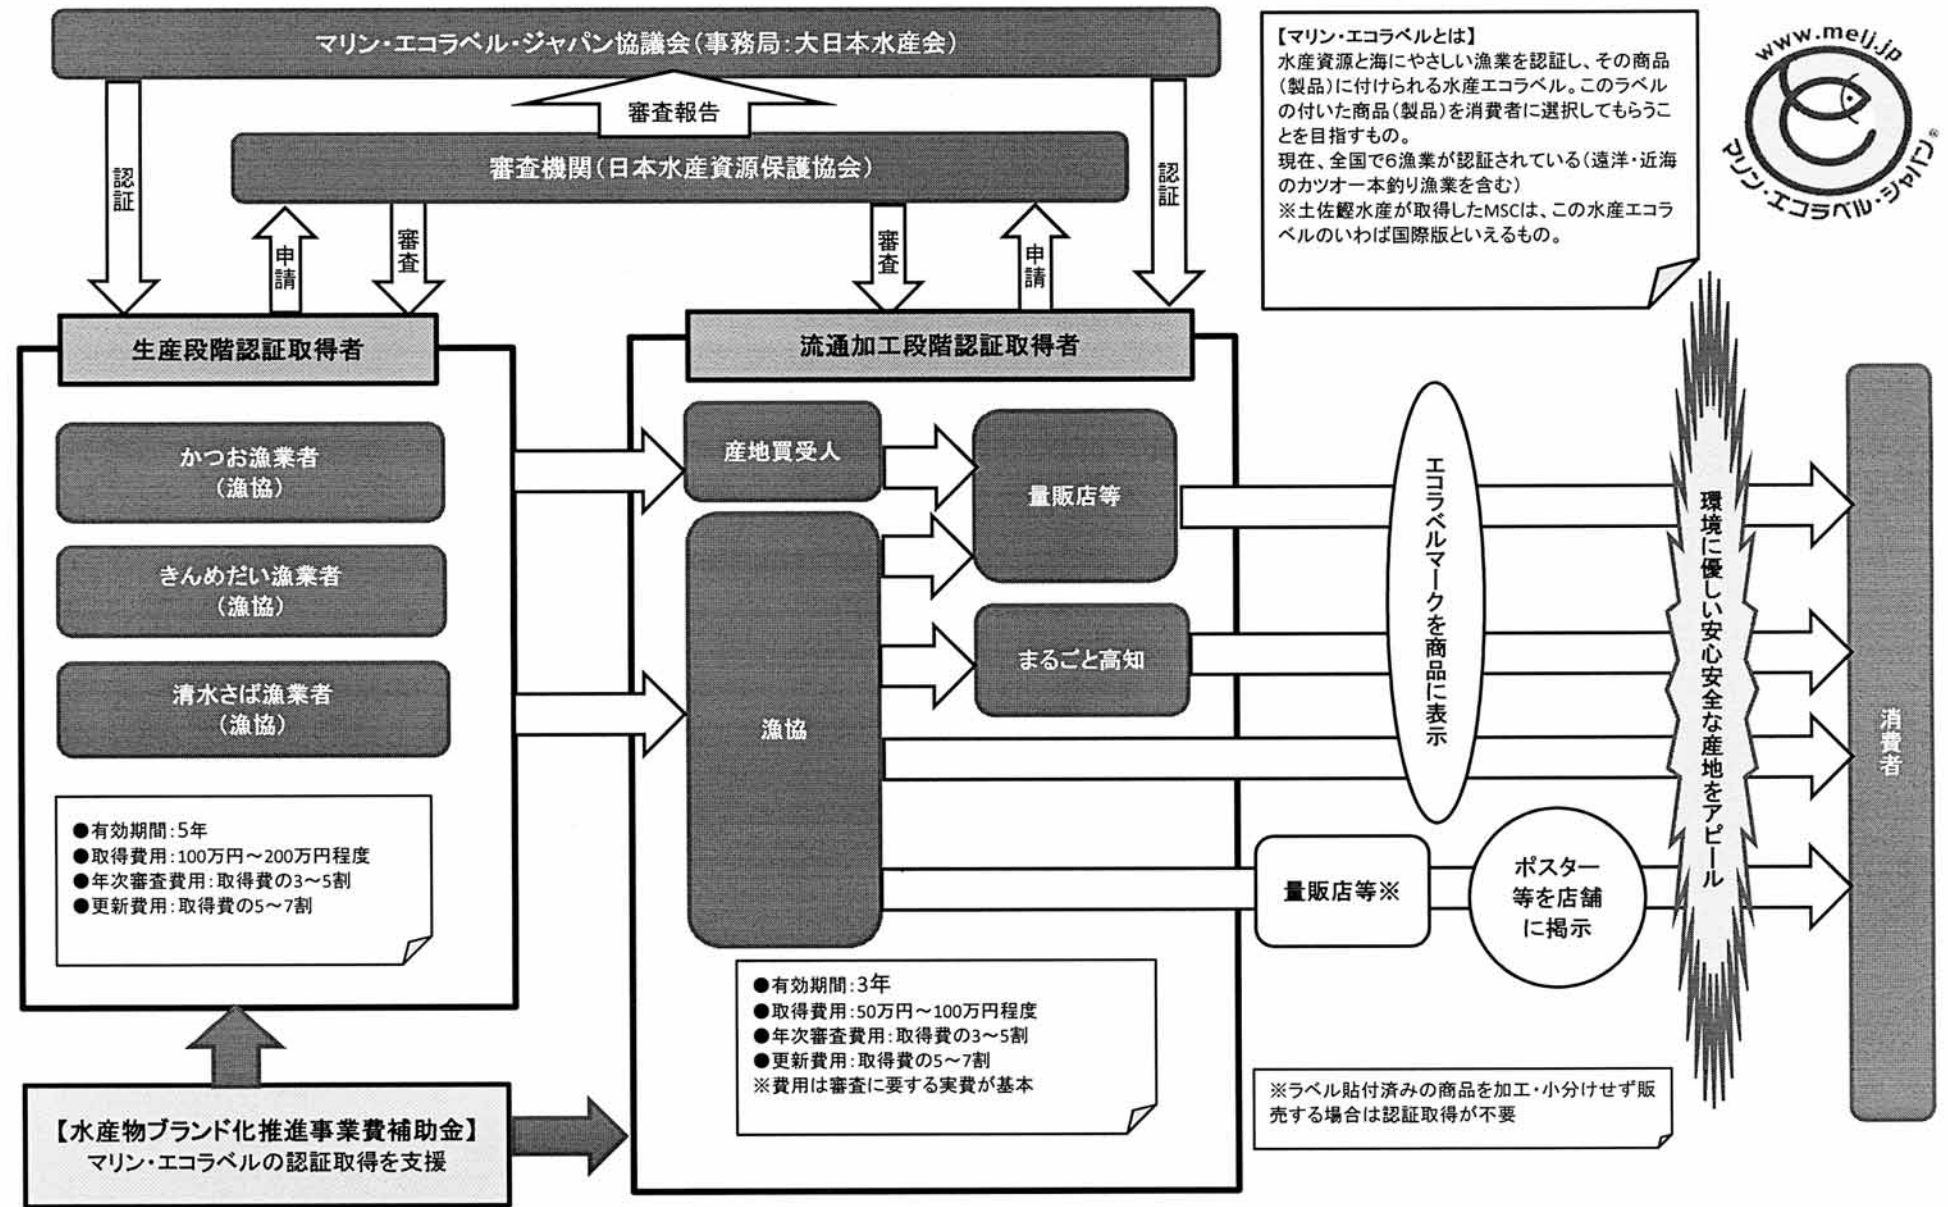 マリン・エコラベル・ジャパン協議会(事務局:大日本水産会)
審査報告
審査機関(日本水産資源保護協会)
認証
申請
審査
審査
申請
認証
【マリン・エコラベルとは】
水産資源と海にやさしい漁業を認証し、その商品
(製品)に付けられる水産エコラベル。このラベル
の付いた商品(製品)を消費者に選択してもらうこ
とを目指すもの。
現在、全国で6漁業が認証されている(遠洋・近海
のカツオ一本釣り漁業を含む)
※土佐鰹水産が取得したMSCは、この水産エコラ
ベルのいわば国際版といえるもの。
www.melj.jp
マリン・エコラベル・ジャパン®
生産段階認証取得者
かつお漁業者
(漁協)
きんめだい漁業者
(漁協)
清水さば漁業者
(漁協)
●有効期間:5年
●取得費用:100万円~200万円程度
●年次審査費用:取得費の3~5割
●更新費用:取得費の5~7割
【水産物ブランド化推進事業費補助金】
マリン・エコラベルの認証取得を支援
流通加工段階認証取得者
産地買受人
量販店等
まるごと高知
漁協
●有効期間:3年
●取得費用:50万円~100万円程度
●年次審査費用:取得費の3~5割
●更新費用:取得費の5~7割
※費用は審査に要する実費が基本
エコラベルマークを商品に表示
量販店等※
ポスター
等を店舗
に掲示
環境に優しい安心安全な産地をアピール
消費者
※ラベル貼付済みの商品を加工・小分けせず販
売する場合は認証取得が不要